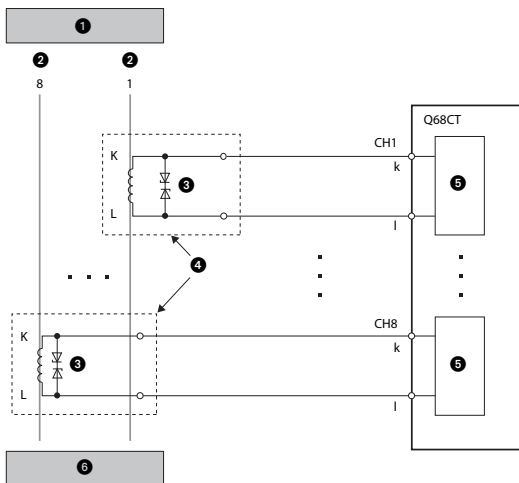 ❶
❷ ❷
8 1
Q68CT
CH1
K
k
❸
❺
L
l
❹
. . .
CH8
K
k
❸
❺
L
l
❻